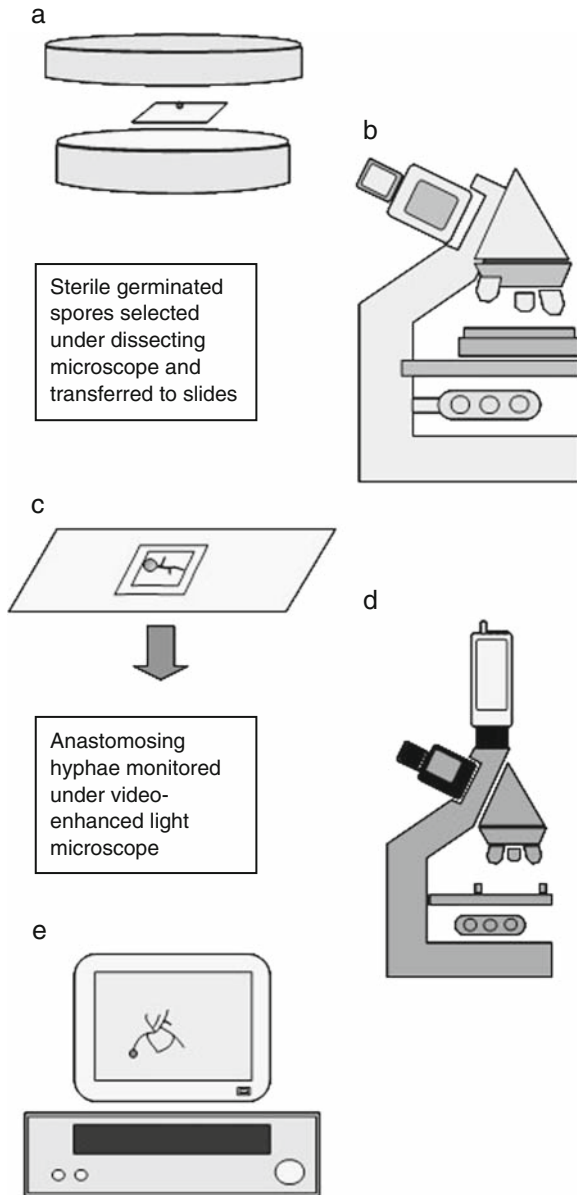 a
b
Sterile germinated
spores selected
under dissecting
microscope and
transferred to slides
c
d
Anastomosing
hyphae monitored
under video-
enhanced light
microscope
e